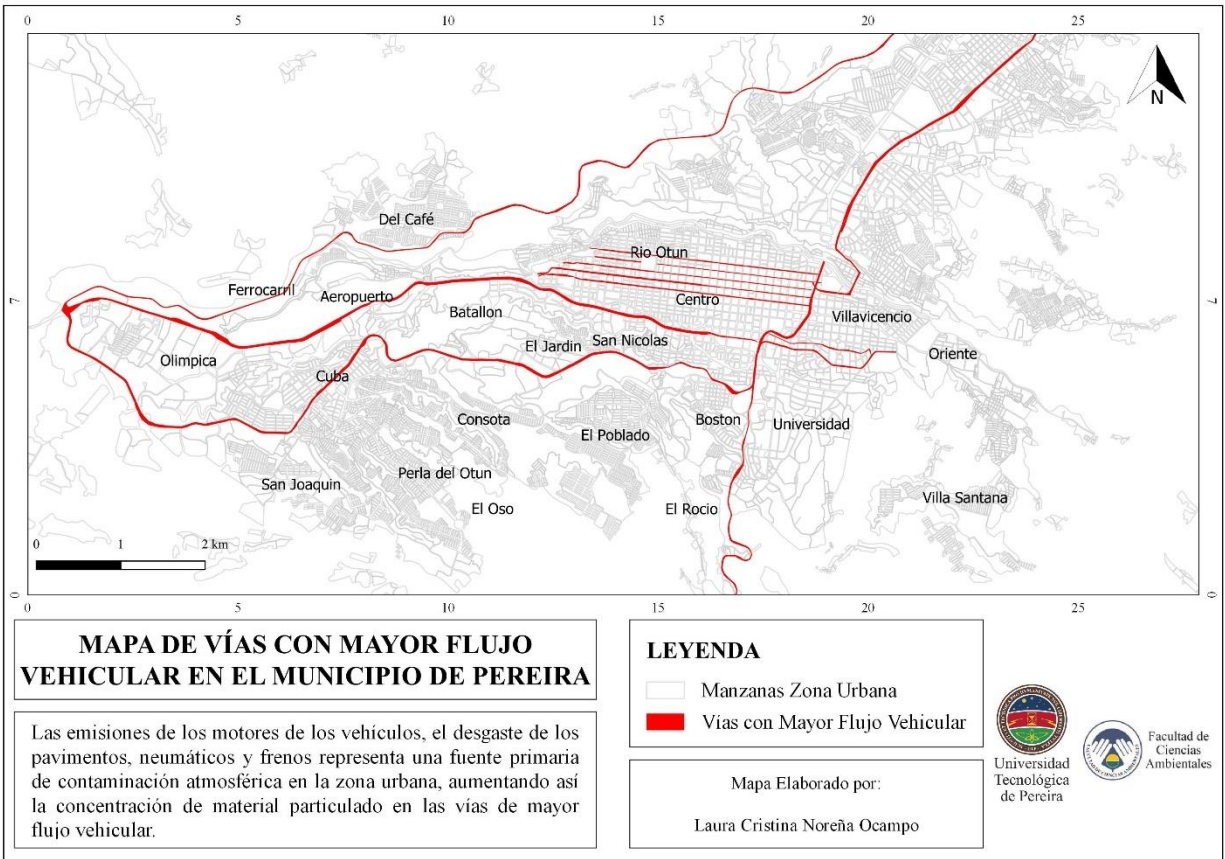 0 5 10 15 20 25
N
Del Café
Rio Otun
Ferrocarril
Aeropuerto
Centro
7
7
Batallon
Villavicencio
El Jardin
San Nicolas
Olimpica
Oriente
Cuba
Consota
Boston
Universidad
El Poblado
Perla del Otun
San Joaquin
Villa Santana
El Oso
El Rocio
0 1 2 km
0
0
0 5 10 15 20 25
MAPA DE VÍAS CON MAYOR FLUJO
VEHICULAR EN EL MUNICIPIO DE PEREIRA
Las emisiones de los motores de los vehículos, el desgaste de los
pavimentos, neumáticos y frenos representa una fuente primaria
de contaminación atmosférica en la zona urbana, aumentando así
la concentración de material particulado en las vías de mayor
flujo vehicular.
LEYENDA
Manzanas Zona Urbana
Vías con Mayor Flujo Vehicular
Mapa Elaborado por:
Laura Cristina Noreña Ocampo
Universidad
Tecnológica
de Pereira
Facultad de
Ciencias
Ambientales